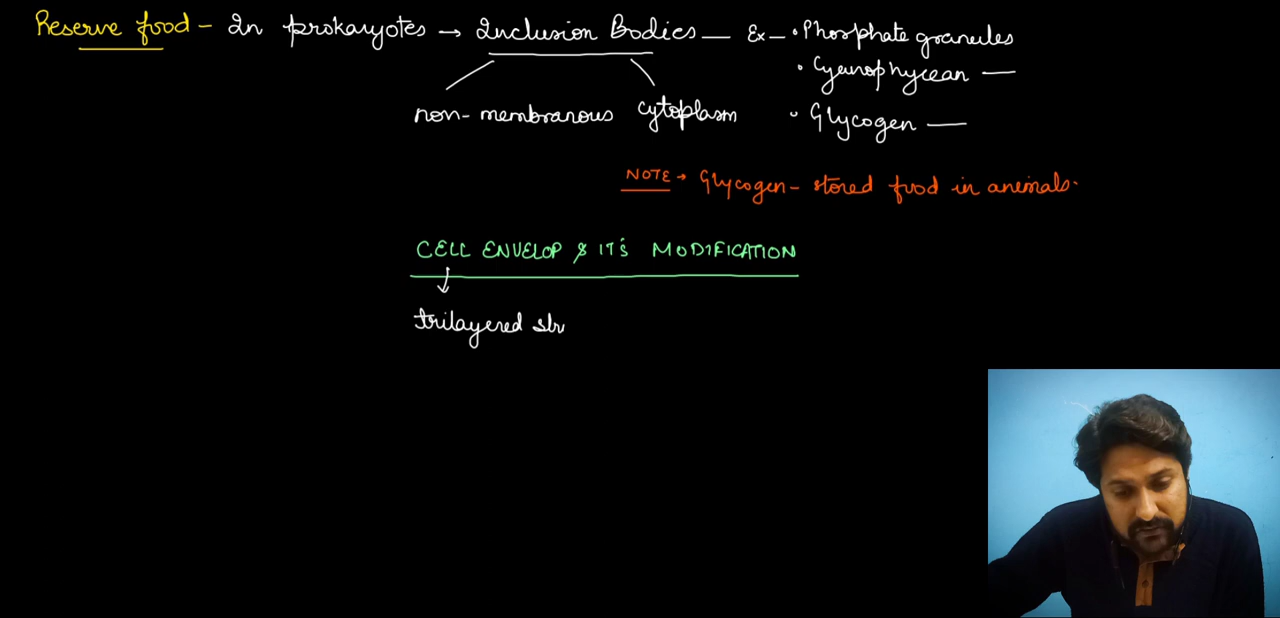 Reserve food - In prokaryotes → Inclusion Bodies — Ex - • Phosphate granules
• Cyanophycean —
non-membranous cytoplasm • Glycogen —
NOTE → Glycogen - stored food in animals.
CELL ENVELOP & IT'S MODIFICATION
↓
trilayered str